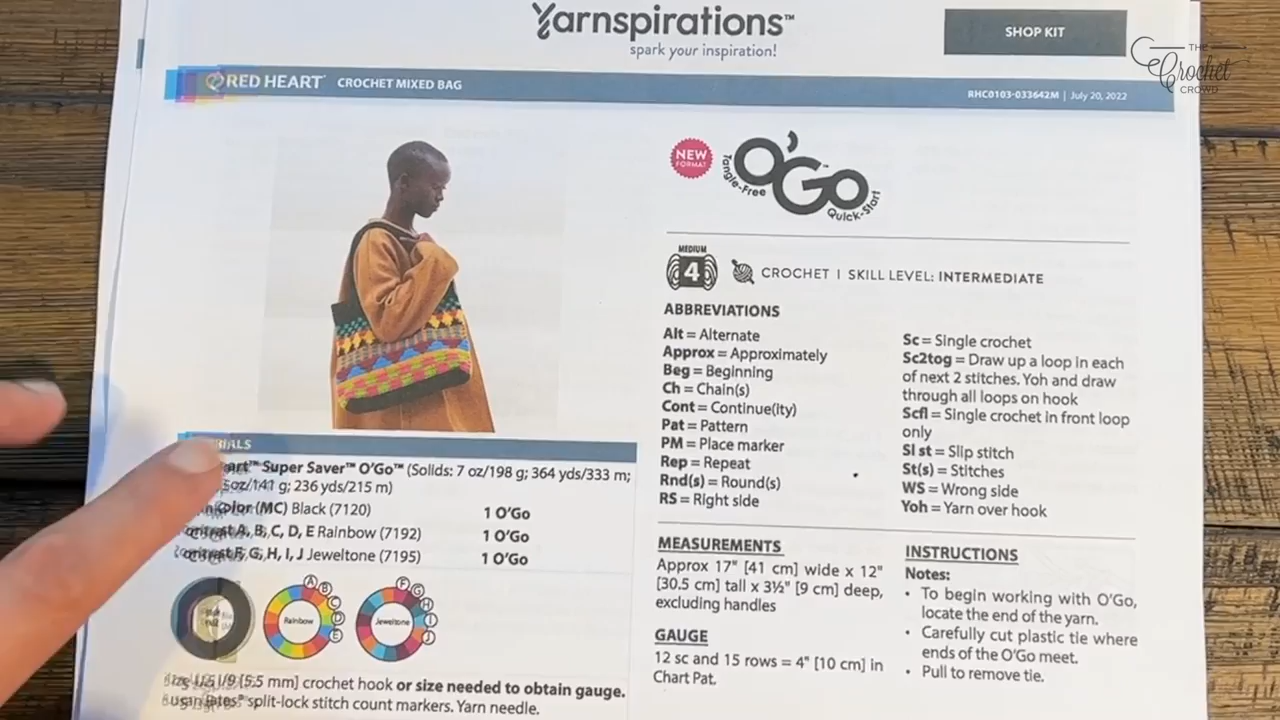 Yarnspirations™
spark your inspiration!
SHOP KIT
THE
Crochet
CROWD
RED HEART® CROCHET MIXED BAG
RHC0103-033642M | July 20, 2022
NEW
FORMAT
O'Go™
Tangle-Free
Quick-Start
MEDIUM
4
CROCHET | SKILL LEVEL: INTERMEDIATE
ABBREVIATIONS
Alt = Alternate
Approx = Approximately
Beg = Beginning
Ch = Chain(s)
Cont = Continue(ity)
Pat = Pattern
PM = Place marker
Rep = Repeat
Rnd(s) = Round(s)
RS = Right side
Sc = Single crochet
Sc2tog = Draw up a loop in each
of next 2 stitches. Yoh and draw
through all loops on hook
Scfl = Single crochet in front loop
only
Sl st = Slip stitch
St(s) = Stitches
WS = Wrong side
Yoh = Yarn over hook
Super Saver™ O'Go™ (Solids: 7 oz/198 g; 364 yds/333 m;
oz/141 g; 236 yds/215 m)
Color (MC) Black (7120) 1 O'Go
A, B, C, D, E Rainbow (7192) 1 O'Go
F, G, H, I, J Jeweltone (7195) 1 O'Go
Rainbow
A
B
C
D
E
Jeweltone
F
G
H
I
J
U.S. I/9 [5.5 mm] crochet hook or size needed to obtain gauge.
Susan Bates® split-lock stitch count markers. Yarn needle.
MEASUREMENTS
Approx 17" [41 cm] wide x 12"
[30.5 cm] tall x 3½" [9 cm] deep,
excluding handles
GAUGE
12 sc and 15 rows = 4" [10 cm] in
Chart Pat.
INSTRUCTIONS
Notes:
• To begin working with O'Go,
locate the end of the yarn.
• Carefully cut plastic tie where
ends of the O'Go meet.
• Pull to remove tie.